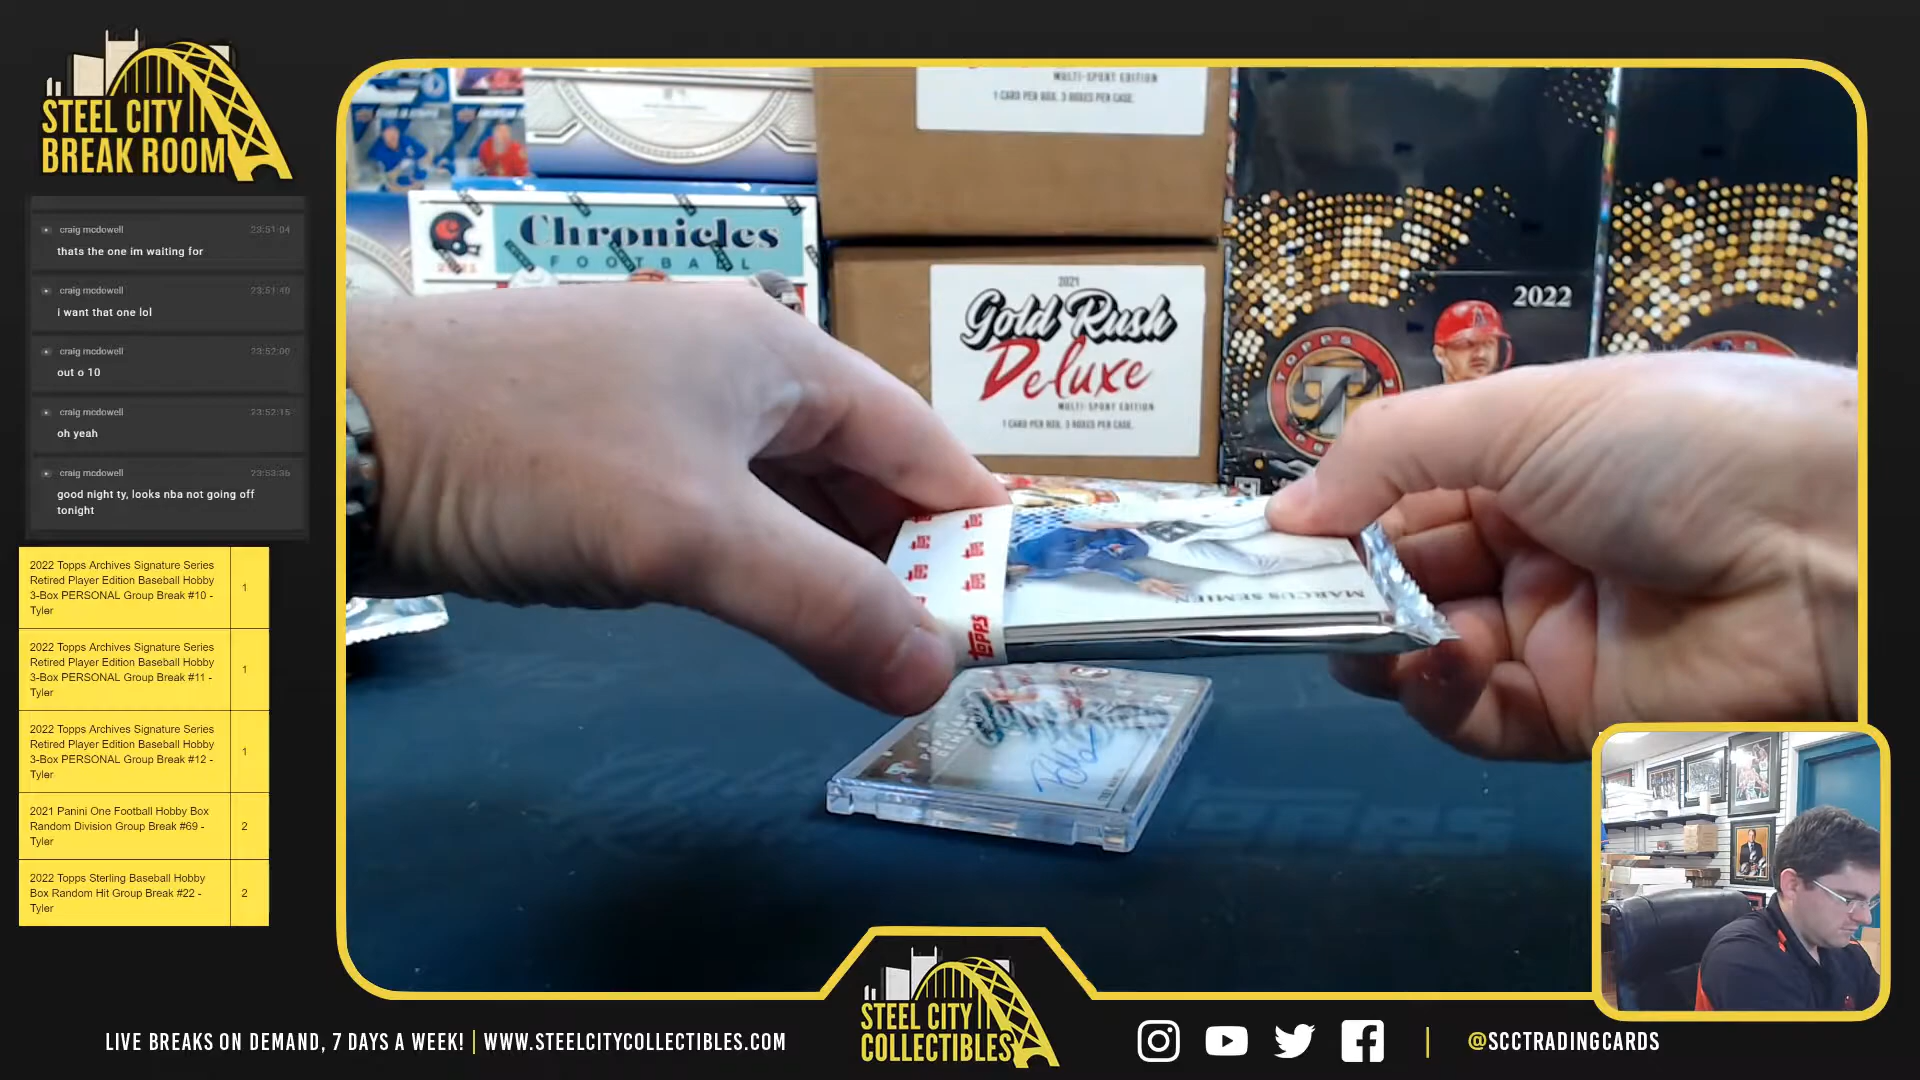 STEEL CITY
BREAK ROOM
craig mcdowell 23:51:04
thats the one im waiting for
craig mcdowell 23:51:40
i want that one lol
craig mcdowell 23:52:00
out o 10
craig mcdowell 23:52:15
oh yeah
craig mcdowell 23:53:36
good night ty, looks nba not going off
tonight
2022 Topps Archives Signature Series
Retired Player Edition Baseball Hobby
3-Box PERSONAL Group Break #10 -
Tyler
1
2022 Topps Archives Signature Series
Retired Player Edition Baseball Hobby
3-Box PERSONAL Group Break #11 -
Tyler
1
2022 Topps Archives Signature Series
Retired Player Edition Baseball Hobby
3-Box PERSONAL Group Break #12 -
Tyler
1
2021 Panini One Football Hobby Box
Random Division Group Break #69 -
Tyler
2
2022 Topps Sterling Baseball Hobby
Box Random Hit Group Break #22 -
Tyler
2
MULTI-SPORT EDITION
1 CARD PER BOX. 3 BOXES PER CASE.
Chronicles
FOOTBALL
2021
Gold Rush
Deluxe
MULTI-SPORT EDITION
1 CARD PER BOX. 3 BOXES PER CASE.
2022
TOPPS
MARCUS SEMIEN
TOPPS
LIVE BREAKS ON DEMAND, 7 DAYS A WEEK! | WWW.STEELCITYCOLLECTIBLES.COM
STEEL CITY
COLLECTIBLES
@SCCTRADINGCARDS